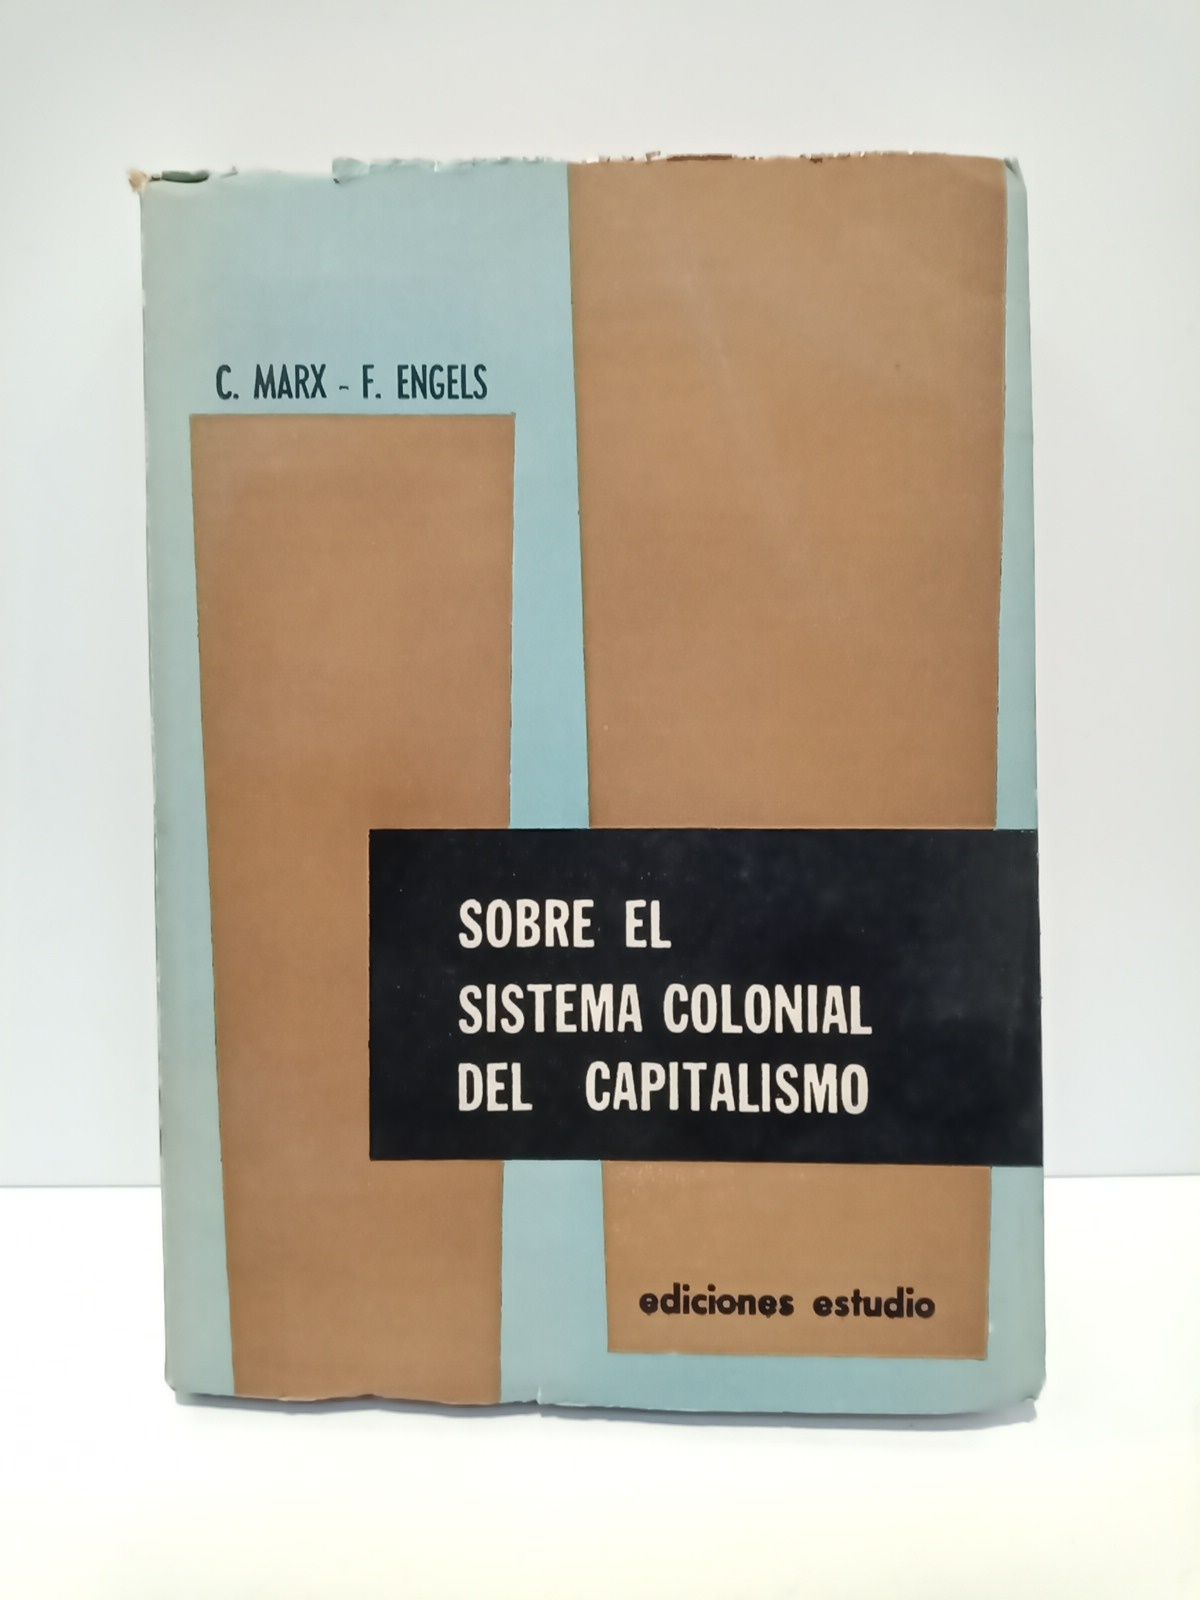 C. MARX - F. ENGELS
SOBRE EL
SISTEMA COLONIAL
DEL CAPITALISMO
ediciones estudio